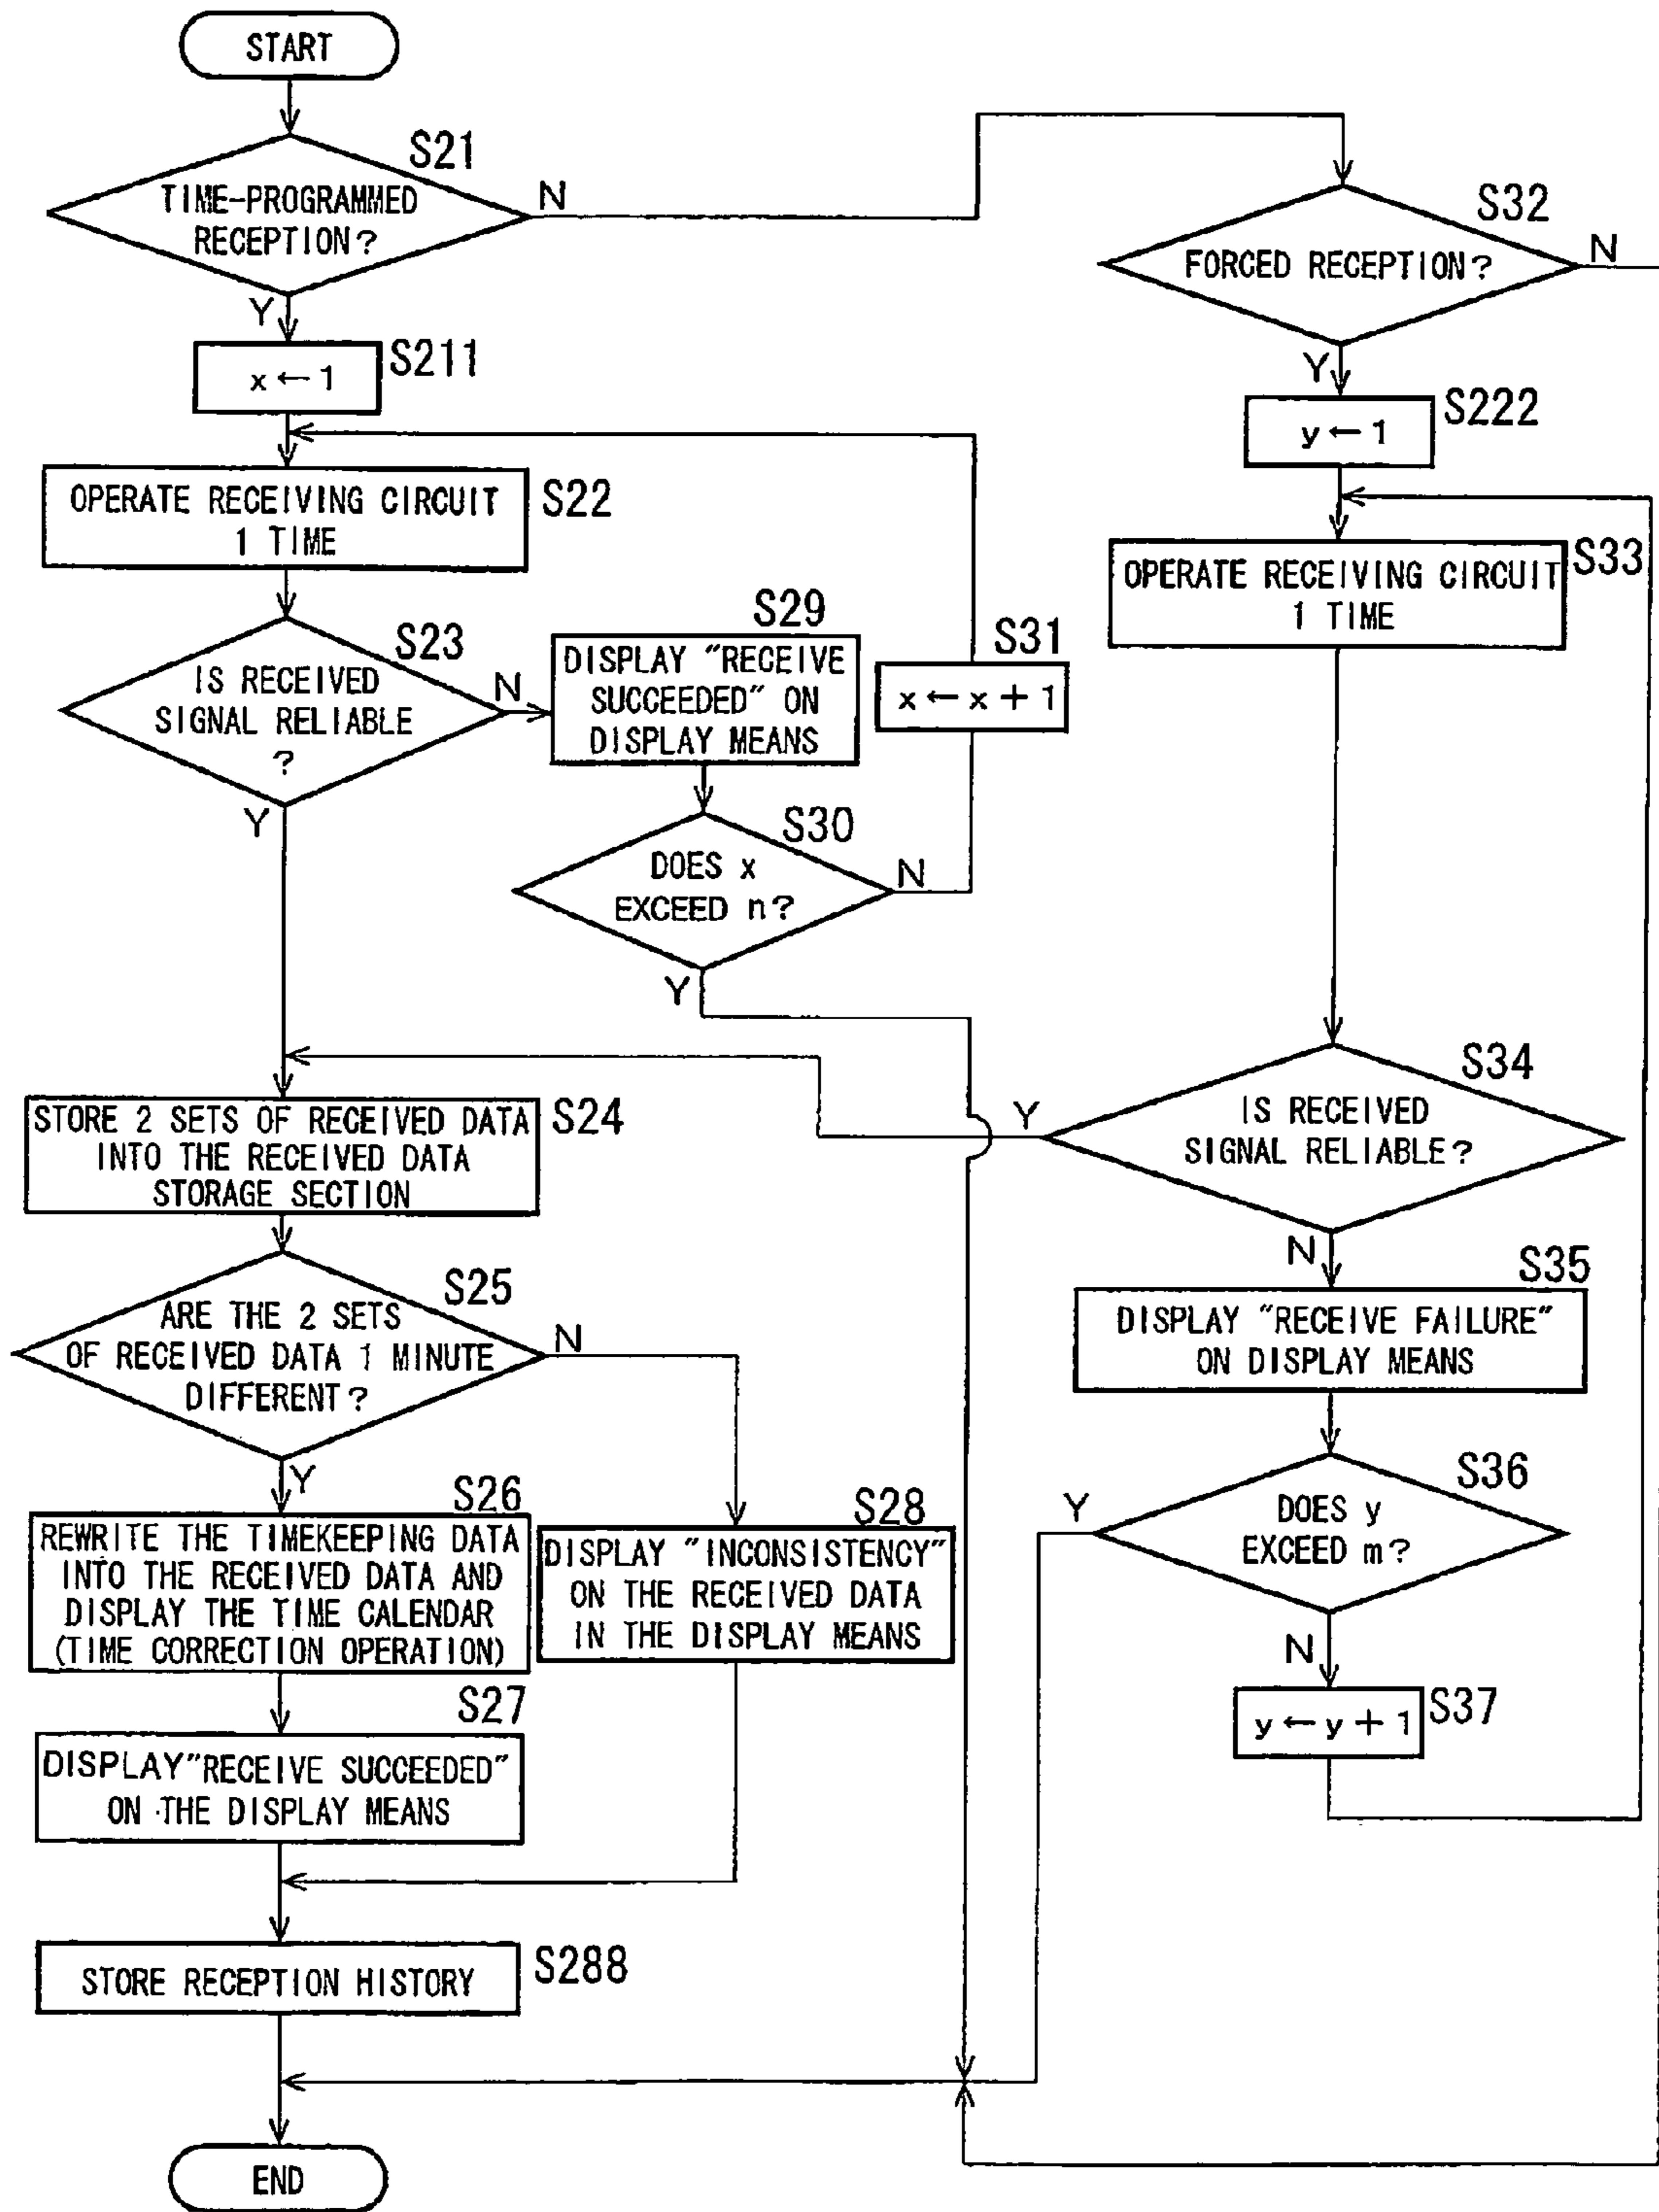 START
S21
TIME-PROGRAMMED
RECEPTION?
N
Y
S32
FORCED RECEPTION?
N
Y
S211
x ← 1
S222
y ← 1
OPERATE RECEIVING CIRCUIT
1 TIME
S22
S33
OPERATE RECEIVING CIRCUIT
1 TIME
S23
IS RECEIVED
SIGNAL RELIABLE
?
N
Y
S29
DISPLAY "RECEIVE
SUCCEEDED" ON
DISPLAY MEANS
S31
x ← x + 1
S30
DOES x
EXCEED n?
N
Y
S34
IS RECEIVED
SIGNAL RELIABLE?
Y
N
STORE 2 SETS OF RECEIVED DATA
INTO THE RECEIVED DATA
STORAGE SECTION
S24
S25
ARE THE 2 SETS
OF RECEIVED DATA 1 MINUTE
DIFFERENT?
N
Y
S35
DISPLAY "RECEIVE FAILURE"
ON DISPLAY MEANS
S26
REWRITE THE TIMEKEEPING DATA
INTO THE RECEIVED DATA AND
DISPLAY THE TIME CALENDAR
(TIME CORRECTION OPERATION)
S28
DISPLAY "INCONSISTENCY"
ON THE RECEIVED DATA
IN THE DISPLAY MEANS
S36
DOES y
EXCEED m?
Y
N
S37
y ← y + 1
S27
DISPLAY"RECEIVE SUCCEEDED"
ON THE DISPLAY MEANS
STORE RECEPTION HISTORY
S288
END